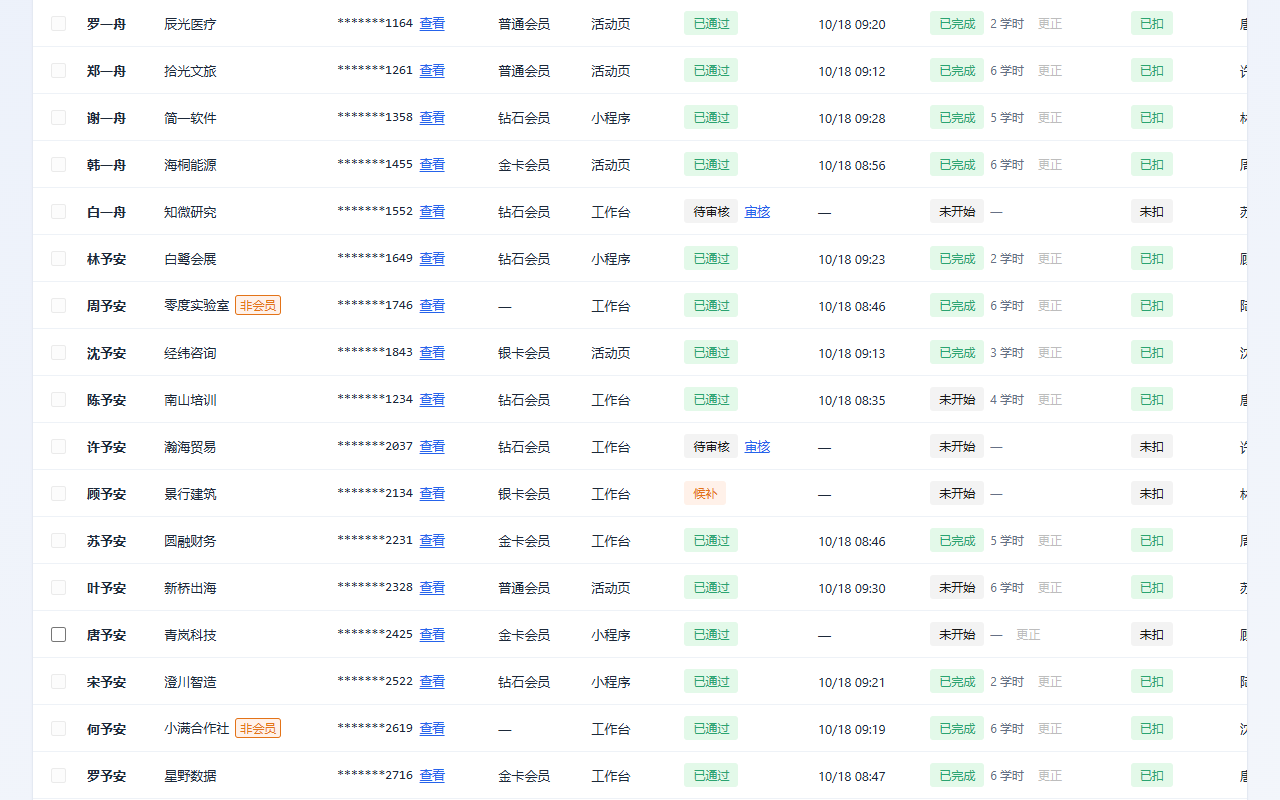 罗一舟 辰光医疗 *******1164 查看 普通会员 活动页 已通过 10/18 09:20 已完成 2 学时 更正 已扣
郑一舟 拾光文旅 *******1261 查看 普通会员 活动页 已通过 10/18 09:12 已完成 6 学时 更正 已扣
谢一舟 简一软件 *******1358 查看 钻石会员 小程序 已通过 10/18 09:28 已完成 5 学时 更正 已扣
韩一舟 海桐能源 *******1455 查看 金卡会员 活动页 已通过 10/18 08:56 已完成 6 学时 更正 已扣
白一舟 知微研究 *******1552 查看 钻石会员 工作台 待审核 审核 — 未开始 — 未扣
林予安 白鹭会展 *******1649 查看 钻石会员 小程序 已通过 10/18 09:23 已完成 2 学时 更正 已扣
周予安 零度实验室 非会员 *******1746 查看 — 工作台 已通过 10/18 08:46 已完成 6 学时 更正 已扣
沈予安 经纬咨询 *******1843 查看 银卡会员 活动页 已通过 10/18 09:13 已完成 3 学时 更正 已扣
陈予安 南山培训 *******1234 查看 钻石会员 工作台 已通过 10/18 08:35 未开始 4 学时 更正 已扣
许予安 瀚海贸易 *******2037 查看 钻石会员 工作台 待审核 审核 — 未开始 — 未扣
顾予安 景行建筑 *******2134 查看 银卡会员 工作台 候补 — 未开始 — 未扣
苏予安 圆融财务 *******2231 查看 金卡会员 工作台 已通过 10/18 08:46 已完成 5 学时 更正 已扣
叶予安 新桥出海 *******2328 查看 普通会员 活动页 已通过 10/18 09:30 未开始 6 学时 更正 已扣
唐予安 青岚科技 *******2425 查看 金卡会员 小程序 已通过 — 未开始 — 更正 未扣
宋予安 澄川智造 *******2522 查看 钻石会员 小程序 已通过 10/18 09:21 已完成 2 学时 更正 已扣
何予安 小满合作社 非会员 *******2619 查看 — 工作台 已通过 10/18 09:19 已完成 6 学时 更正 已扣
罗予安 星野数据 *******2716 查看 金卡会员 工作台 已通过 10/18 08:47 已完成 6 学时 更正 已扣